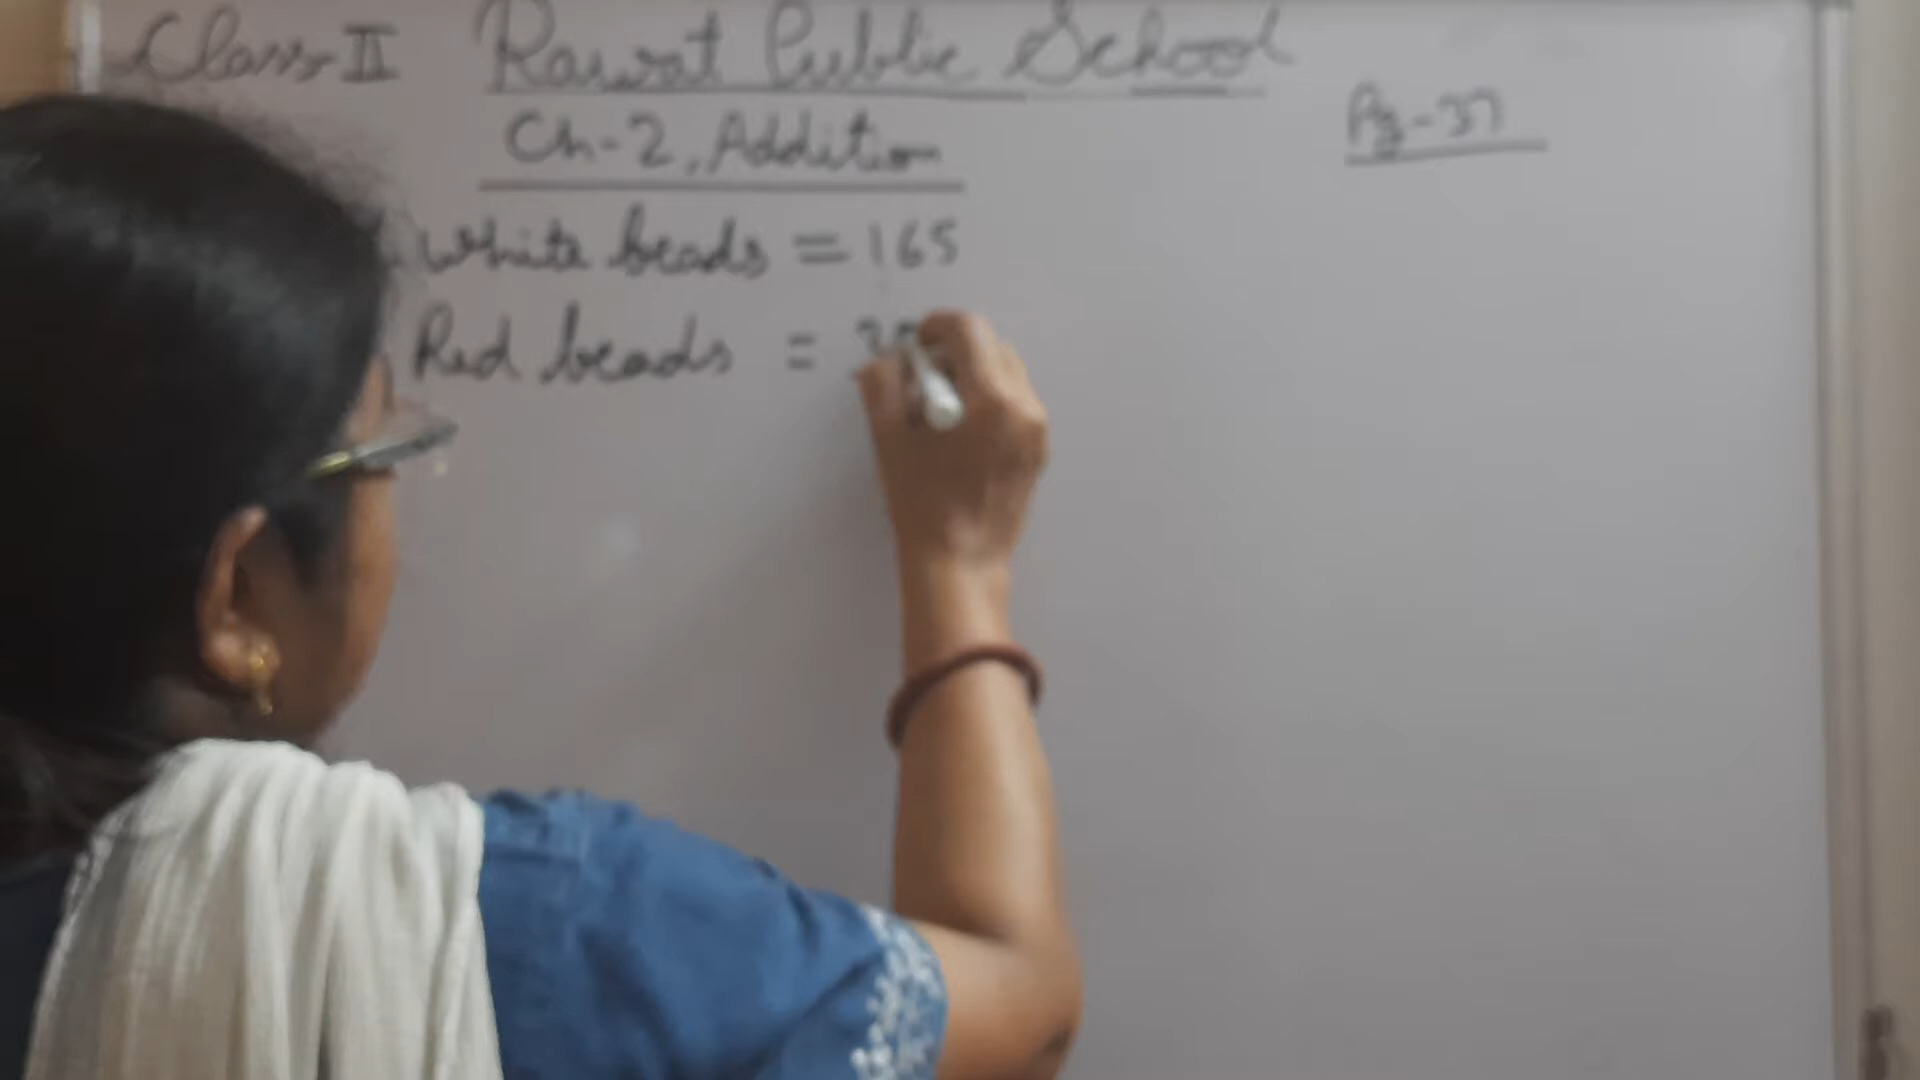 Class-II Rawat Public School
Pg-37
Ch-2, Addition
White beads = 165
Red beads =